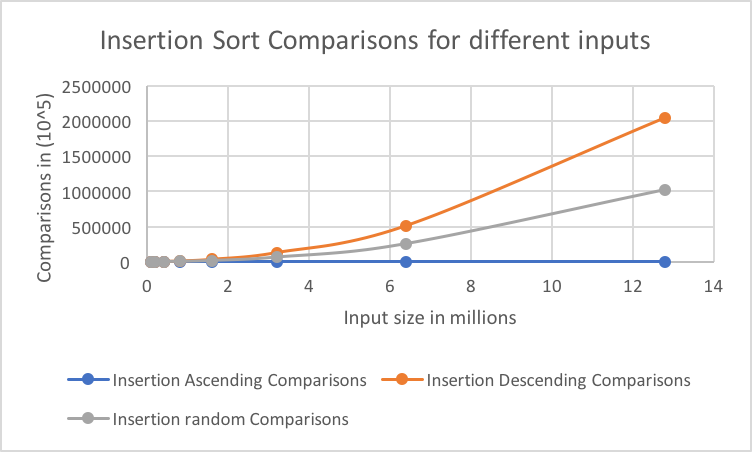 Insertion Sort Comparisons for different inputs
Comparisons in (10^5)
2500000
2000000
1500000
1000000
500000
0
0 2 4 6 8 10 12 14
Input size in millions
Insertion Ascending Comparisons Insertion Descending Comparisons
Insertion random Comparisons